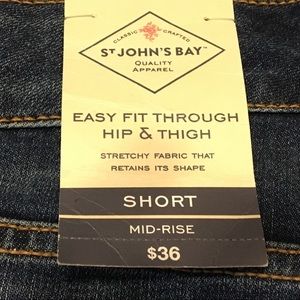 CLASSIC CRAFTED
ST JOHN'S BAY™
QUALITY
APPAREL
EASY FIT THROUGH
HIP & THIGH
STRETCHY FABRIC THAT
RETAINS ITS SHAPE
SHORT
MID-RISE
$36